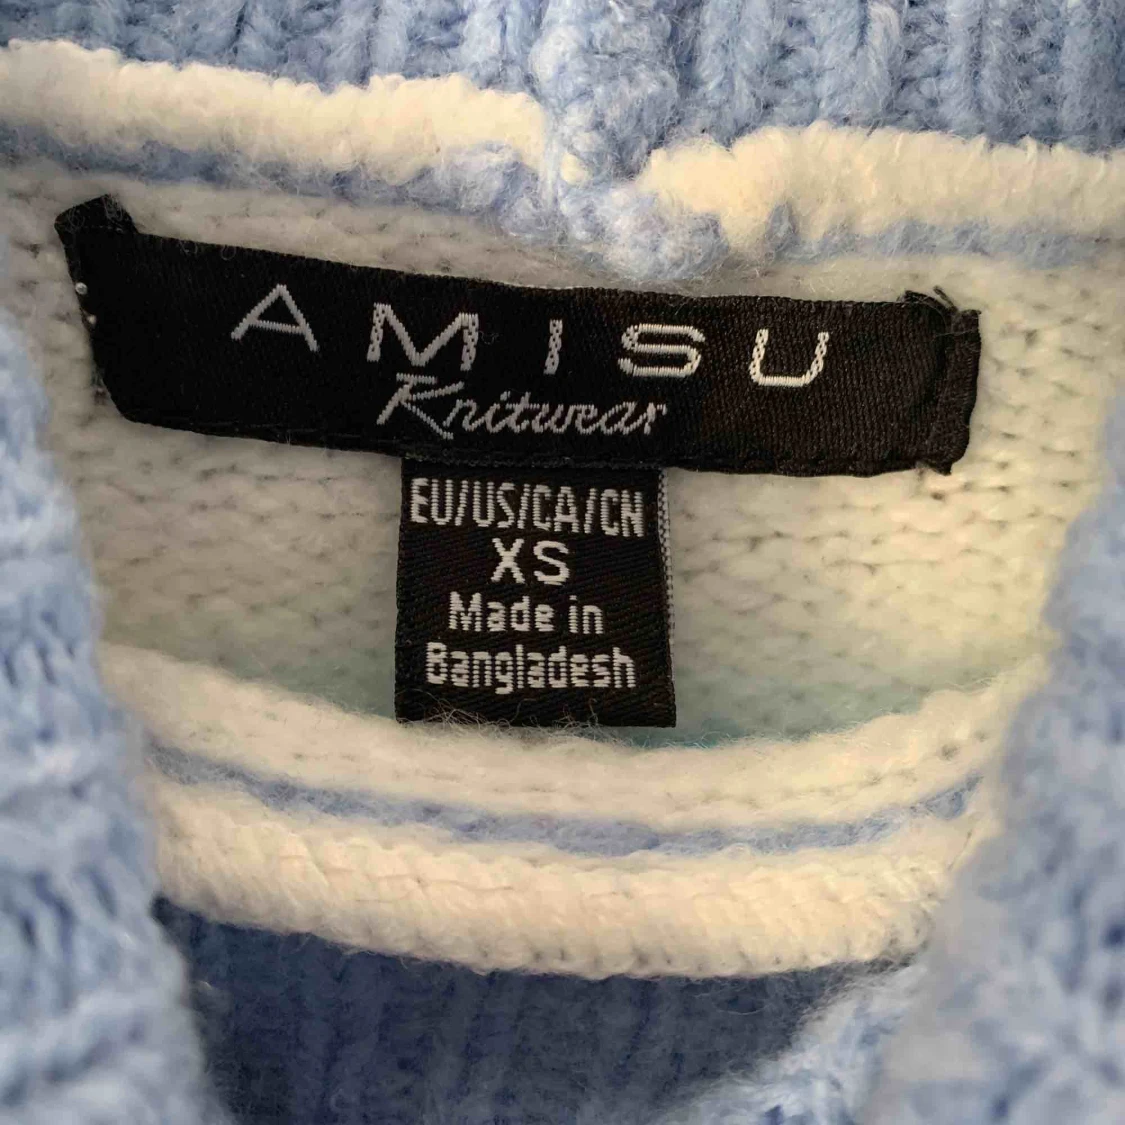 AMISU
Knitwear
EU/US/CA/CN
XS
Made in
Bangladesh